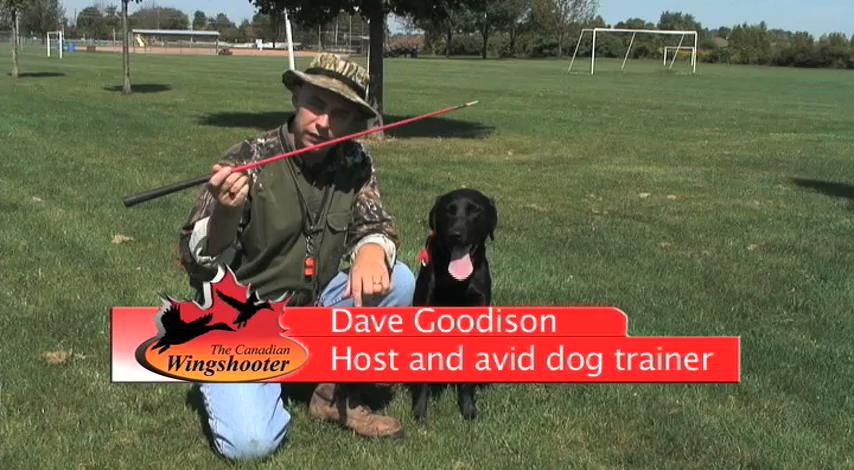 Dave Goodison
The Canadian
Wingshooter
Host and avid dog trainer